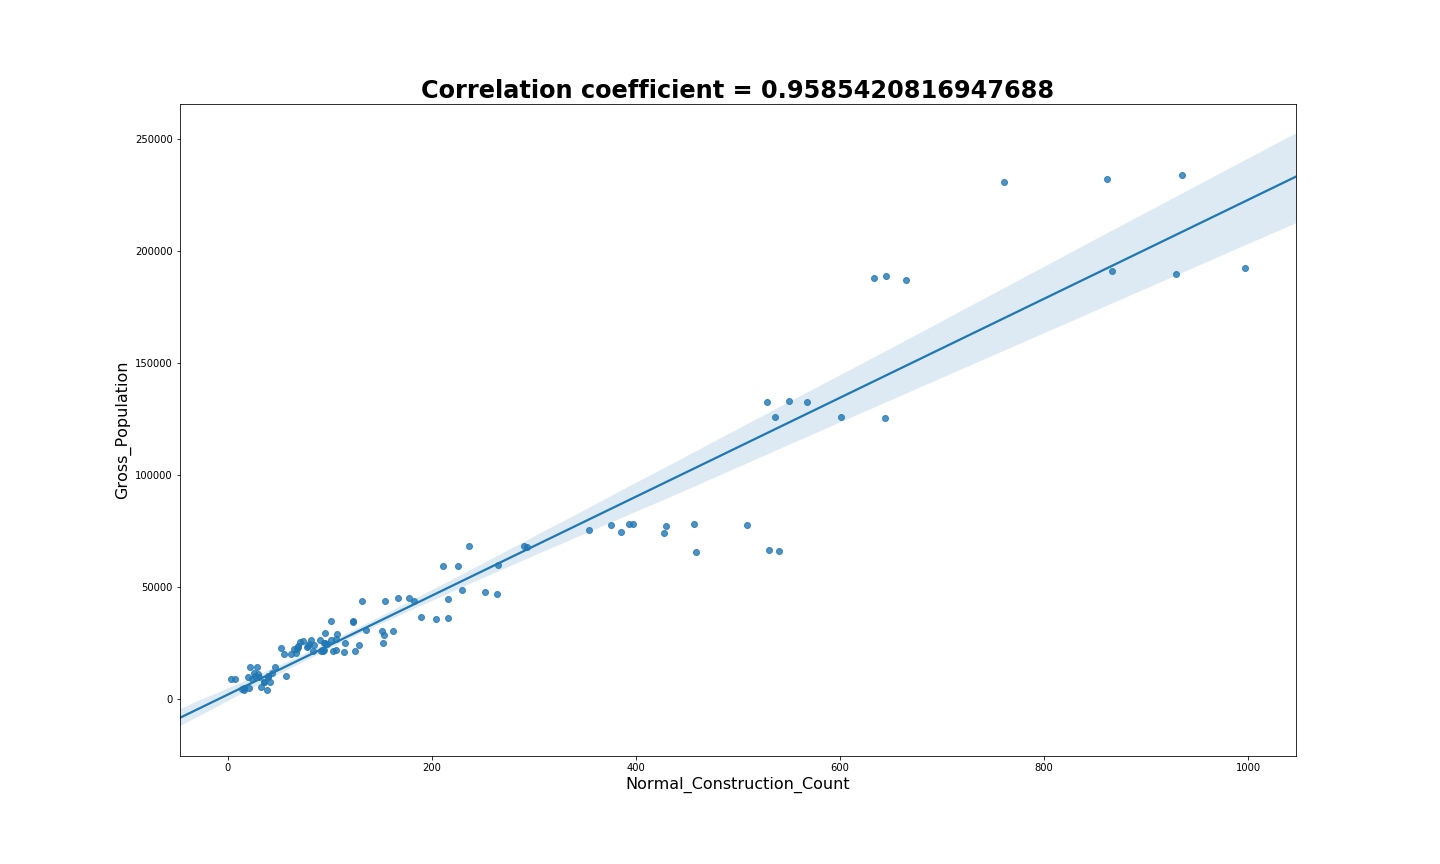 Correlation coefficient = 0.9585420816947688
250000
200000
150000
100000
50000
0
Gross_Population
0 200 400 600 800 1000
Normal_Construction_Count